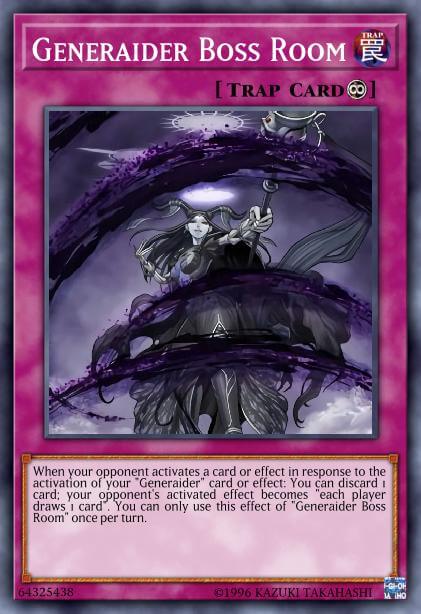 GENERAIDER BOSS ROOM
TRAP
罠
[TRAP CARD♾]
When your opponent activates a card or effect in response to the
activation of your "Generaider" card or effect: You can discard 1
card; your opponent's activated effect becomes "each player
draws 1 card". You can only use this effect of "Generaider Boss
Room" once per turn.
64325438 ©1996 KAZUKI TAKAHASHI